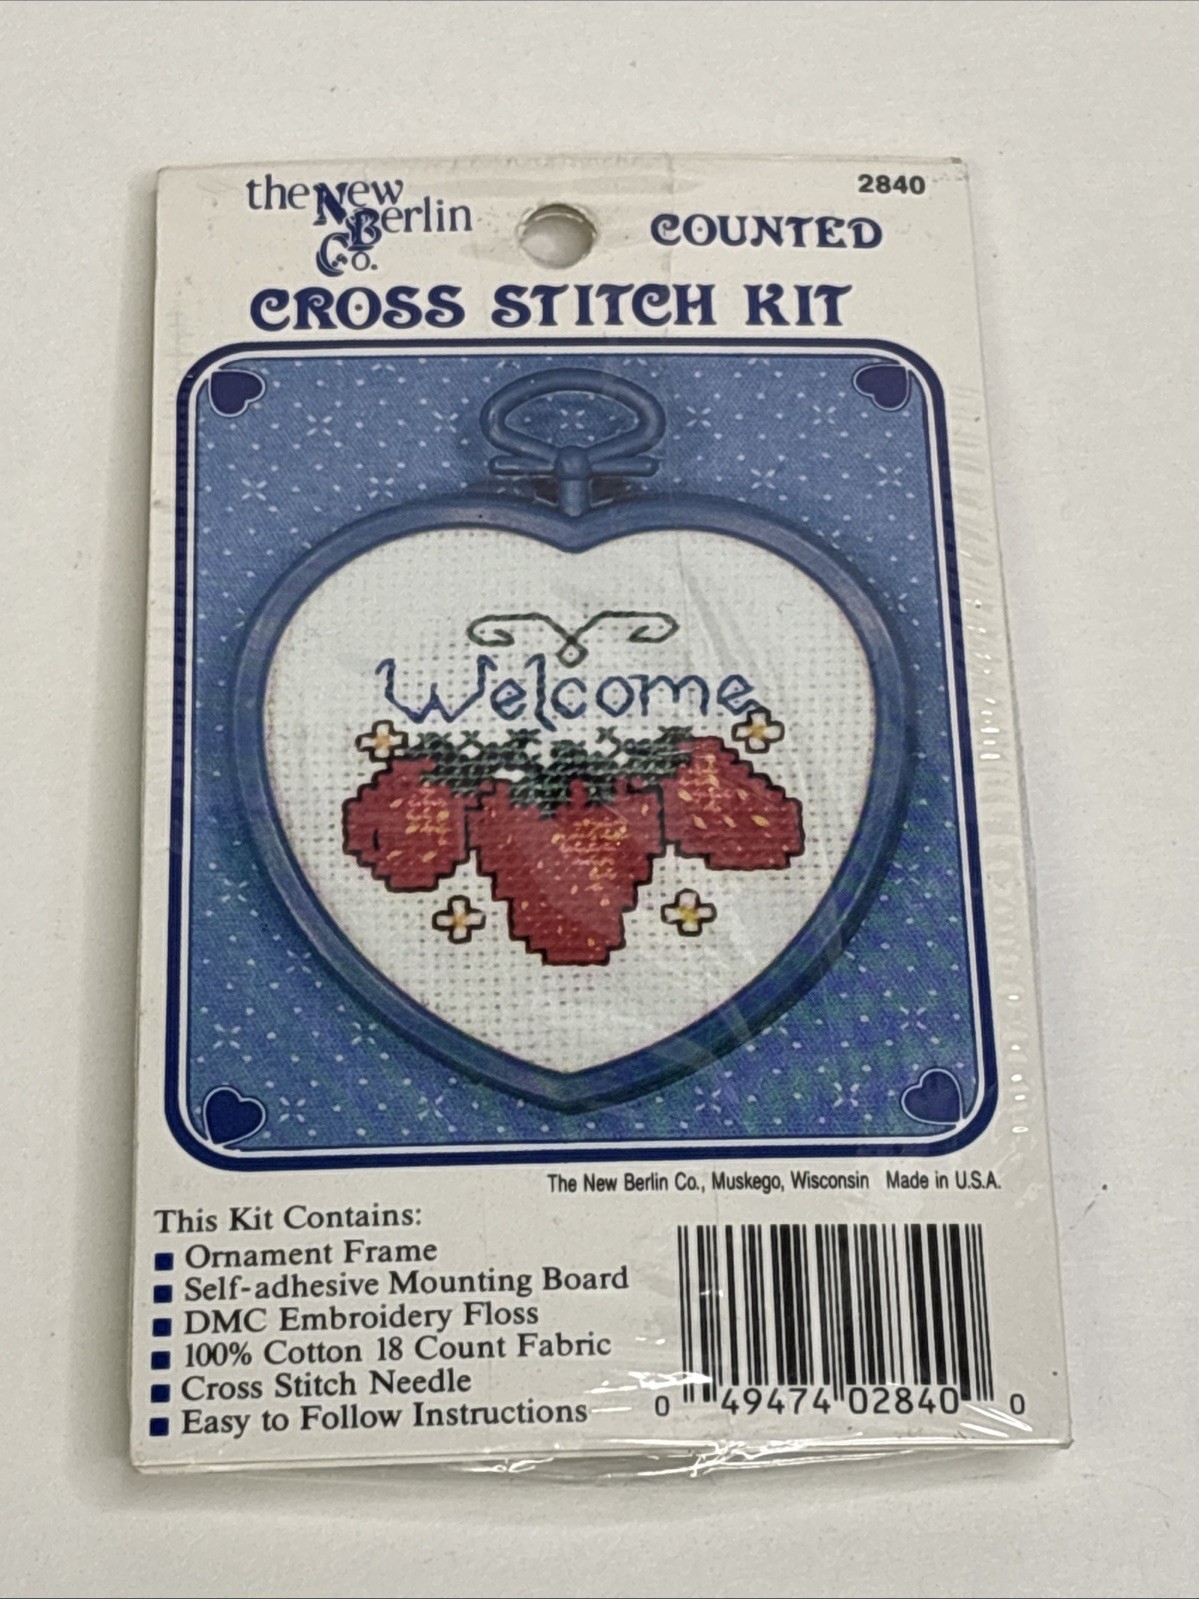 the New Berlin Co.
2840
COUNTED
CROSS STITCH KIT
Welcome
The New Berlin Co., Muskego, Wisconsin Made in U.S.A.
This Kit Contains:
■ Ornament Frame
■ Self-adhesive Mounting Board
■ DMC Embroidery Floss
■ 100% Cotton 18 Count Fabric
■ Cross Stitch Needle
■ Easy to Follow Instructions
0 49474 02840 0